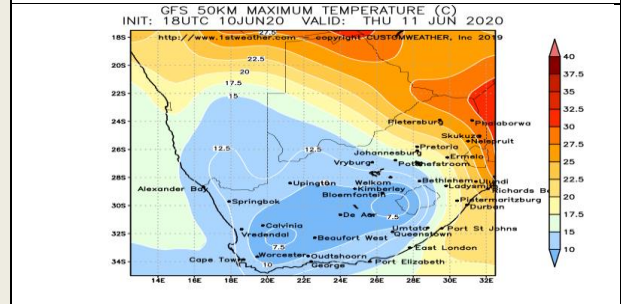 GFS 50KM MAXIMUM TEMPERATURE (C)
INIT: 18UTC 10JUN20 VALID: THU 11 JUN 2020
27.5
http://www.1stweather.com copyright CUSTOMWEATHER, Inc 2019
18S
20S
22S
24S
26S
28S
30S
32S
34S
22.5
20
17.5
15
12.5
12.5
10
7.5
7.5
10
Pietersburg
Phalaborwa
Skukuza
Nelspruit
Pretoria
Johannesburg
Ermelo
Vryburg
Potchefstroom
Alexander Bay
Upington
Welkom
Bethlehem
Ulundi
Kimberley
Ladysmith
Bloemfontein
Richards B
Springbok
Pietermaritzburg
De Aar
Durban
Calvinia
Umtata
Port St Johns
Vredendal
Beaufort West
Queenstown
East London
Cape Town
Worcester
Oudtshoorn
George
Port Elizabeth
14E 16E 18E 20E 22E 24E 26E 28E 30E 32E
40
37.5
35
32.5
30
27.5
25
22.5
20
17.5
15
10